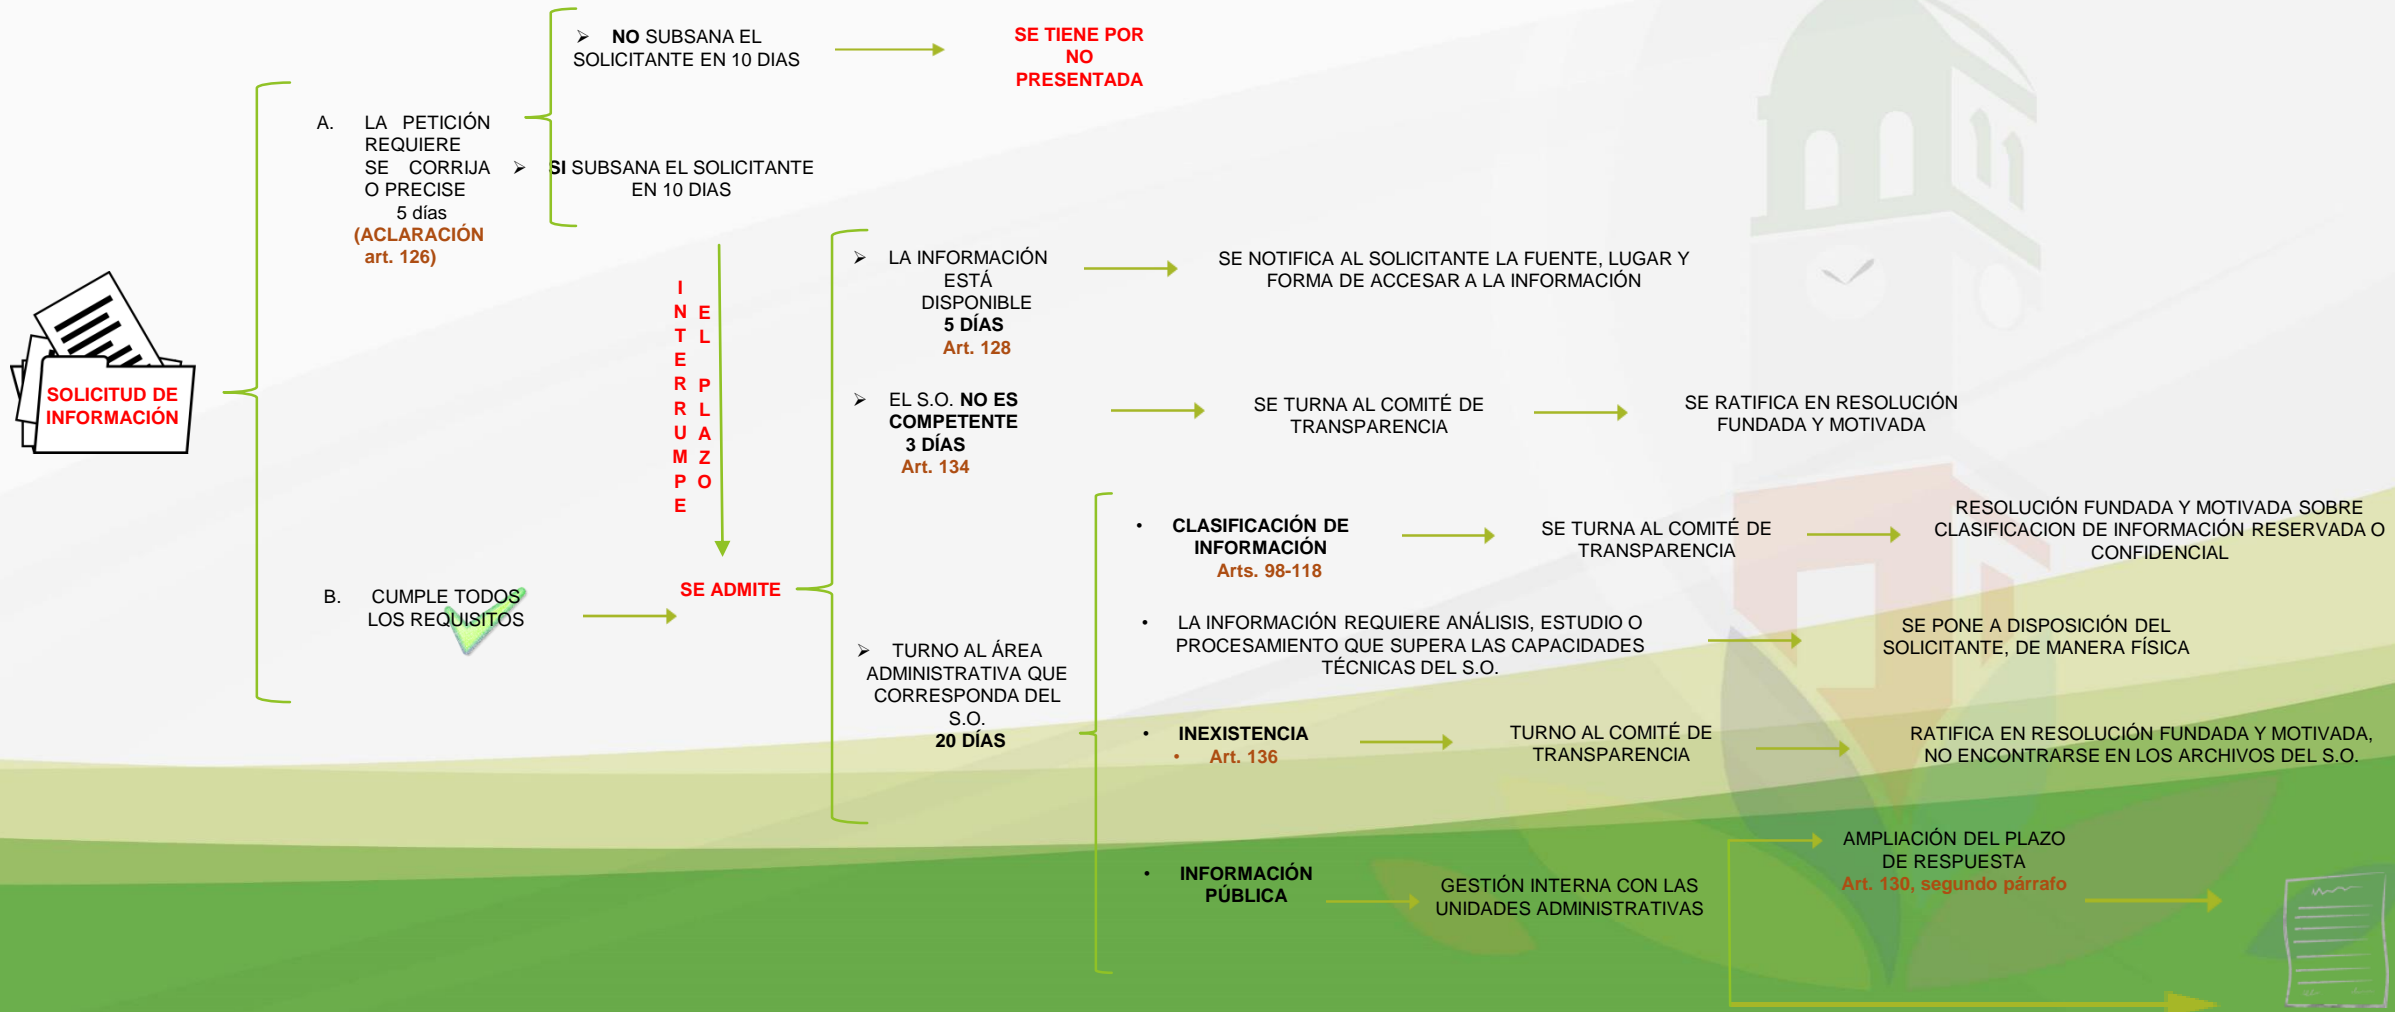 SOLICITUD DE
INFORMACIÓN
A. LA PETICIÓN
REQUIERE
SE CORRIJA
O PRECISE
5 días
(ACLARACIÓN
art. 126)
➢ NO SUBSANA EL
SOLICITANTE EN 10 DIAS
SE TIENE POR
NO
PRESENTADA
➢ SI SUBSANA EL SOLICITANTE
EN 10 DIAS
INTERRUMPE
EL PLAZO
B. CUMPLE TODOS
LOS REQUISITOS
SE ADMITE
➢ LA INFORMACIÓN
ESTÁ
DISPONIBLE
5 DÍAS
Art. 128
SE NOTIFICA AL SOLICITANTE LA FUENTE, LUGAR Y
FORMA DE ACCESAR A LA INFORMACIÓN
➢ EL S.O. NO ES
COMPETENTE
3 DÍAS
Art. 134
SE TURNA AL COMITÉ DE
TRANSPARENCIA
SE RATIFICA EN RESOLUCIÓN
FUNDADA Y MOTIVADA
➢ TURNO AL ÁREA
ADMINISTRATIVA QUE
CORRESPONDA DEL
S.O.
20 DÍAS
• CLASIFICACIÓN DE
INFORMACIÓN
Arts. 98-118
SE TURNA AL COMITÉ DE
TRANSPARENCIA
RESOLUCIÓN FUNDADA Y MOTIVADA SOBRE
CLASIFICACION DE INFORMACIÓN RESERVADA O
CONFIDENCIAL
• LA INFORMACIÓN REQUIERE ANÁLISIS, ESTUDIO O
PROCESAMIENTO QUE SUPERA LAS CAPACIDADES
TÉCNICAS DEL S.O.
SE PONE A DISPOSICIÓN DEL
SOLICITANTE, DE MANERA FÍSICA
• INEXISTENCIA
• Art. 136
TURNO AL COMITÉ DE
TRANSPARENCIA
RATIFICA EN RESOLUCIÓN FUNDADA Y MOTIVADA,
NO ENCONTRARSE EN LOS ARCHIVOS DEL S.O.
• INFORMACIÓN
PÚBLICA
GESTIÓN INTERNA CON LAS
UNIDADES ADMINISTRATIVAS
AMPLIACIÓN DEL PLAZO
DE RESPUESTA
Art. 130, segundo párrafo